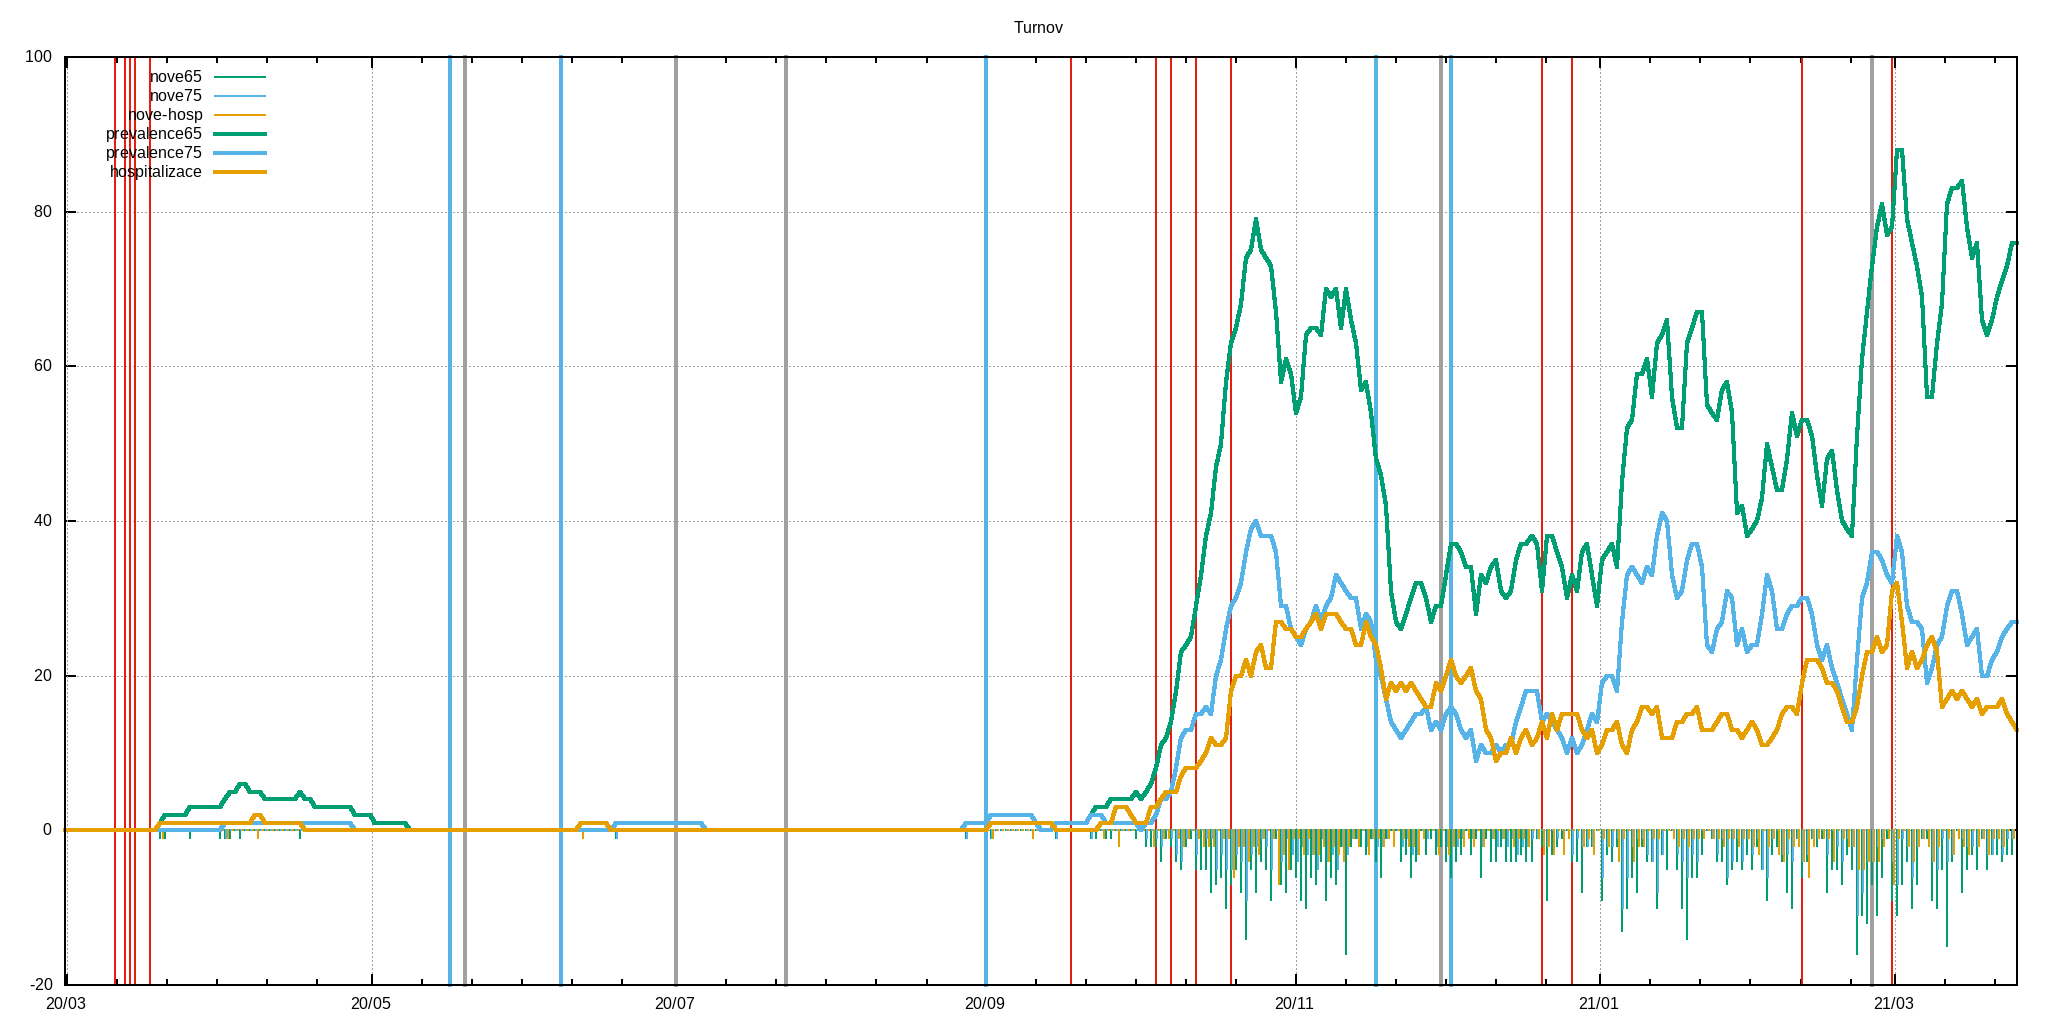 Turnov
100
80
60
40
20
0
-20
nove65
nove75
nove-hosp
prevalence65
prevalence75
hospitalizace
20/03 20/05 20/07 20/09 20/11 21/01 21/03